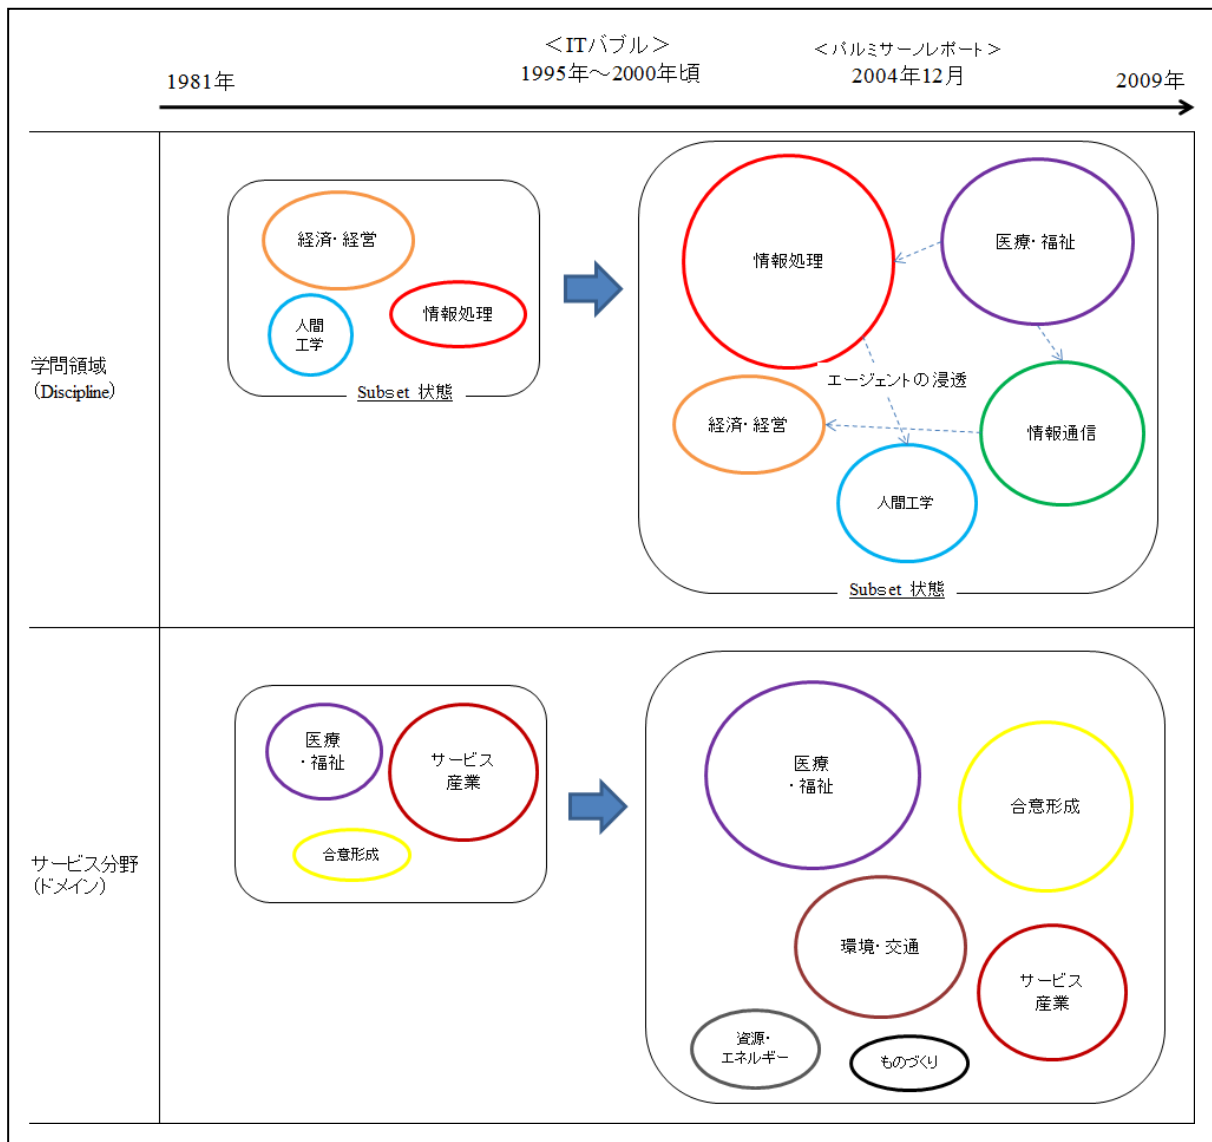 ＜ITバブル＞
1995年～2000年頃
＜パルミサーノレポート＞
2004年12月
1981年
2009年
学問領域
(Discipline)
経済・経営
人間
工学
情報処理
Subset 状態
情報処理
医療・福祉
エージェントの浸透
経済・経営
情報通信
人間工学
Subset 状態
サービス分野
(ドメイン)
医療
・福祉
サービス
産業
合意形成
医療
・福祉
合意形成
環境・交通
サービス
産業
資源・
エネルギー
ものづくり